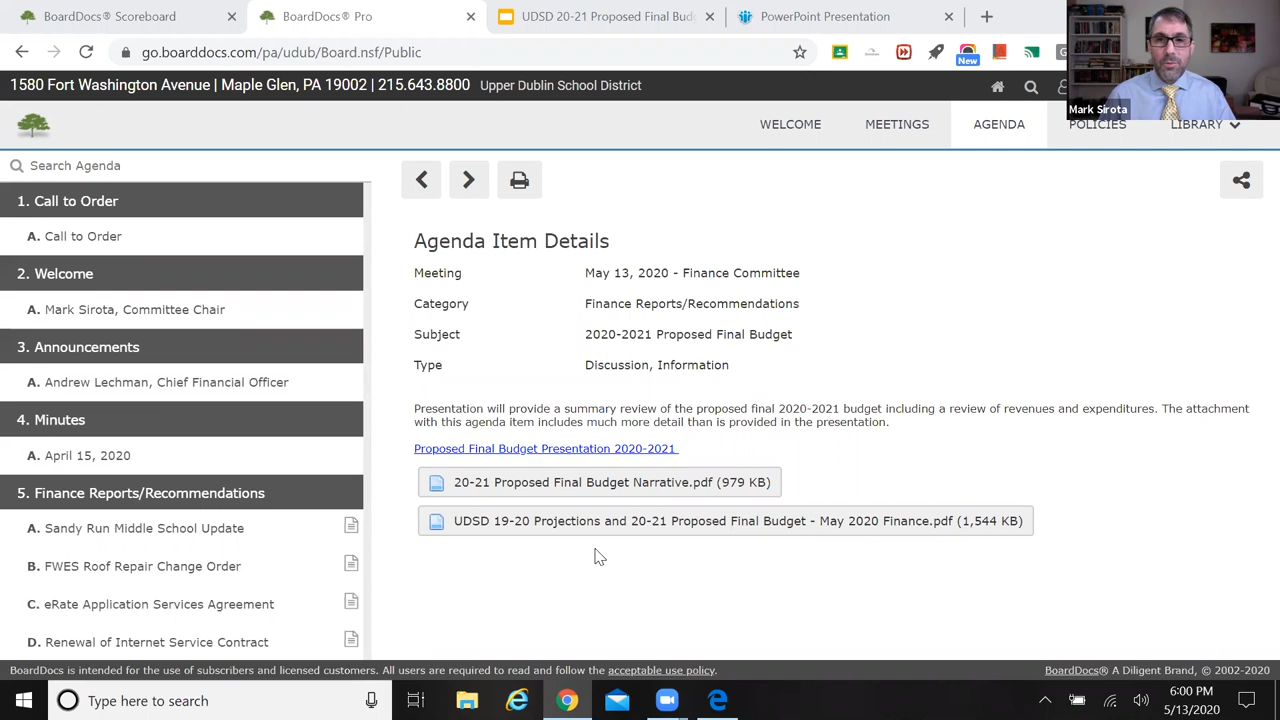 BoardDocs® Scoreboard
BoardDocs® Pro
UDSD 20-21 Proposed Final Bud
PowerPoint Presentation
go.boarddocs.com/pa/udub/Board.nsf/Public
New
Mark Sirota
1580 Fort Washington Avenue | Maple Glen, PA 19002 | 215.643.8800 Upper Dublin School District
WELCOME
MEETINGS
AGENDA
POLICIES
LIBRARY
Search Agenda
1. Call to Order
A. Call to Order
2. Welcome
A. Mark Sirota, Committee Chair
3. Announcements
A. Andrew Lechman, Chief Financial Officer
4. Minutes
A. April 15, 2020
5. Finance Reports/Recommendations
A. Sandy Run Middle School Update
B. FWES Roof Repair Change Order
C. eRate Application Services Agreement
D. Renewal of Internet Service Contract
Agenda Item Details
Meeting May 13, 2020 - Finance Committee
Category Finance Reports/Recommendations
Subject 2020-2021 Proposed Final Budget
Type Discussion, Information
Presentation will provide a summary review of the proposed final 2020-2021 budget including a review of revenues and expenditures. The attachment
with this agenda item includes much more detail than is provided in the presentation.
Proposed Final Budget Presentation 2020-2021
20-21 Proposed Final Budget Narrative.pdf (979 KB)
UDSD 19-20 Projections and 20-21 Proposed Final Budget - May 2020 Finance.pdf (1,544 KB)
BoardDocs is intended for the use of subscribers and licensed customers. All users are required to read and follow the acceptable use policy.
BoardDocs® A Diligent Brand, © 2002-2020
Type here to search
6:00 PM
5/13/2020